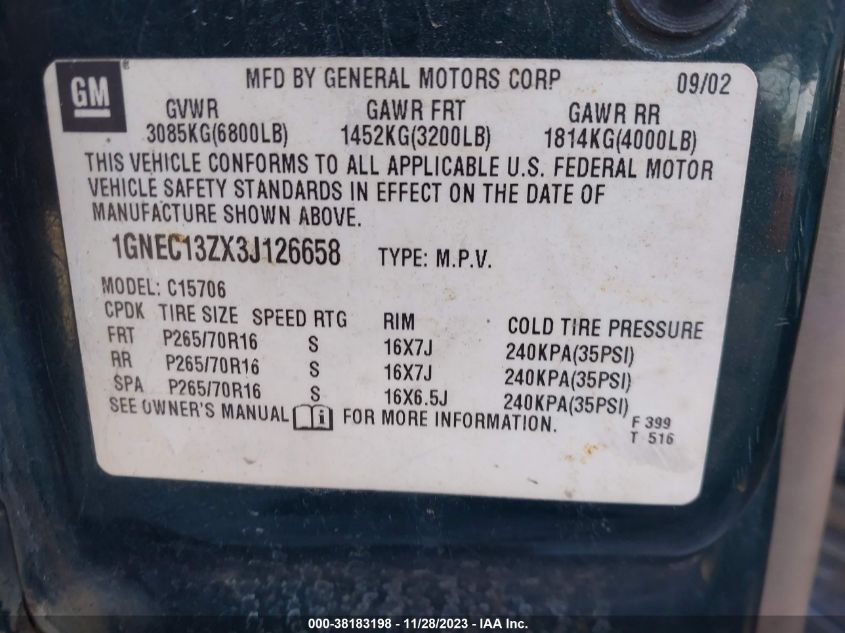 GM ®
MFD BY GENERAL MOTORS CORP 09/02
GVWR GAWR FRT GAWR RR
3085KG(6800LB) 1452KG(3200LB) 1814KG(4000LB)
THIS VEHICLE CONFORMS TO ALL APPLICABLE U.S. FEDERAL MOTOR
VEHICLE SAFETY STANDARDS IN EFFECT ON THE DATE OF
MANUFACTURE SHOWN ABOVE.
1GNEC13ZX3J126658 TYPE: M.P.V.
MODEL: C15706
CPDK TIRE SIZE SPEED RTG RIM COLD TIRE PRESSURE
FRT P265/70R16 S 16X7J 240KPA(35PSI)
RR P265/70R16 S 16X7J 240KPA(35PSI)
SPA P265/70R16 S 16X6.5J 240KPA(35PSI)
SEE OWNER'S MANUAL i FOR MORE INFORMATION.
F 399
T 516
000-38183198 - 11/28/2023 - IAA Inc.